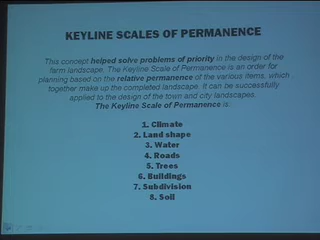 KEYLINE SCALES OF PERMANENCE
This concept helped solve problems of priority in the design of the
farm landscape. The Keyline Scale of Permanence is an order for
planning based on the relative permanence of the various items, which
together make up the completed landscape. It can be successfully
applied to the design of the town and city landscapes.
The Keyline Scale of Permanence is
1. Climate
2. Land shape
3. Water
4. Roads
5. Trees
6. Buildings
7. Subdivision
8. Soil